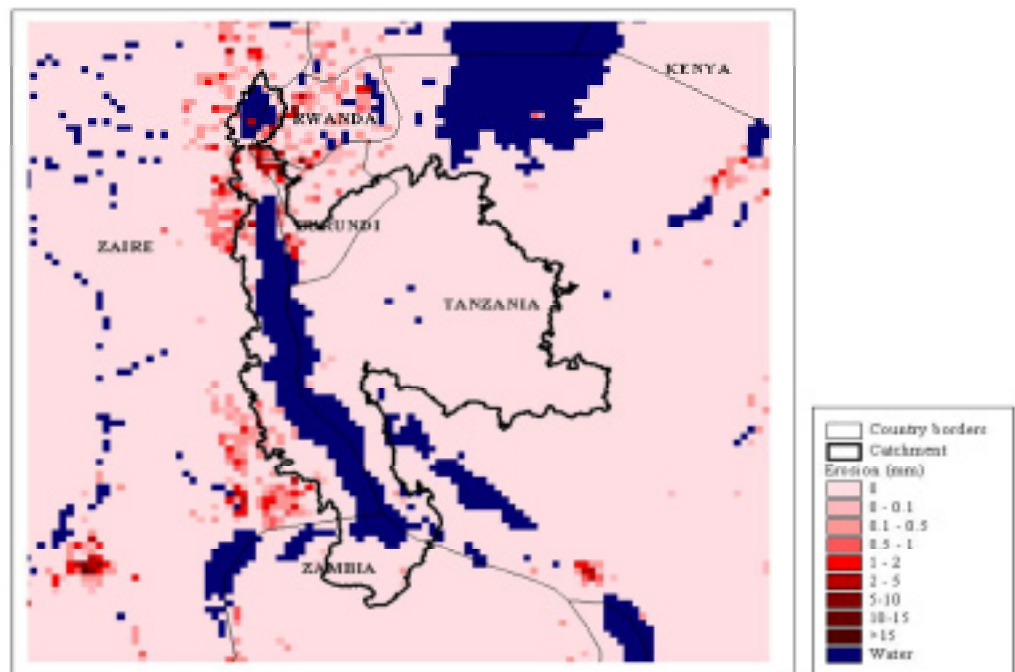 KENYA
RWANDA
BURUNDI
ZAIRE
TANZANIA
ZAMBIA
Country borders
Catchment
Erosion (mm)
0
0 - 0.1
0.1 - 0.5
0.5 - 1
1 - 2
2 - 5
5-10
10-15
>15
Water